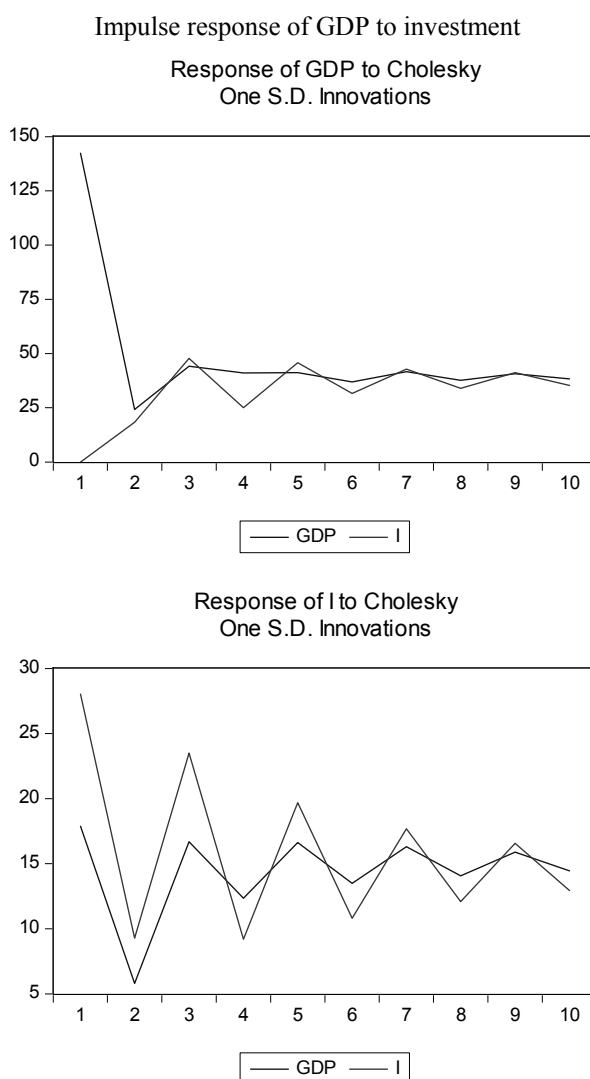 Impulse response of GDP to investment
Response of GDP to Cholesky
One S.D. Innovations
150
125
100
75
50
25
0
1 2 3 4 5 6 7 8 9 10
GDP I
Response of I to Cholesky
One S.D. Innovations
30
25
20
15
10
5
1 2 3 4 5 6 7 8 9 10
GDP I